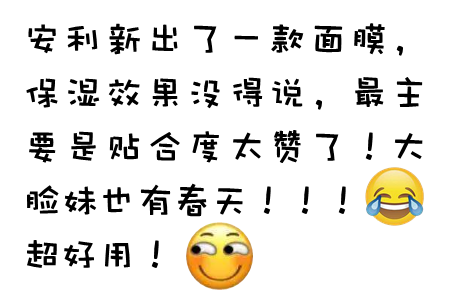 安利新出了一款面膜，
保湿效果没得说，最主
要是贴合度太赞了！大
脸妹也有春天！！！😂
超好用！